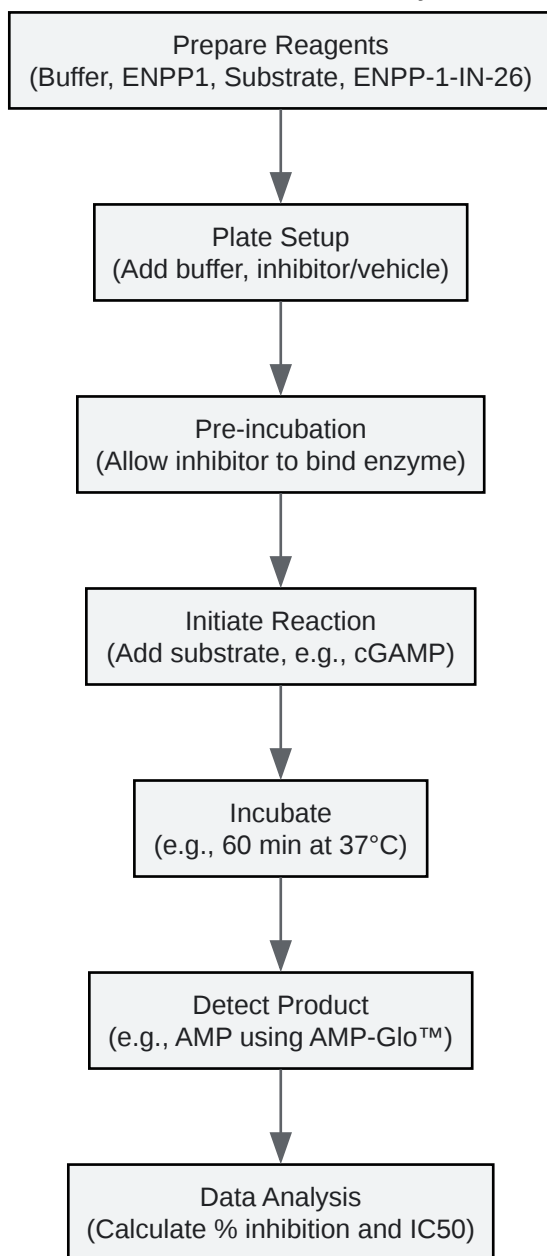 Prepare Reagents
(Buffer, ENPP1, Substrate, ENPP-1-IN-26)
Plate Setup
(Add buffer, inhibitor/vehicle)
Pre-incubation
(Allow inhibitor to bind enzyme)
Initiate Reaction
(Add substrate, e.g., cGAMP)
Incubate
(e.g., 60 min at 37°C)
Detect Product
(e.g., AMP using AMP-Glo™)
Data Analysis
(Calculate % inhibition and IC50)